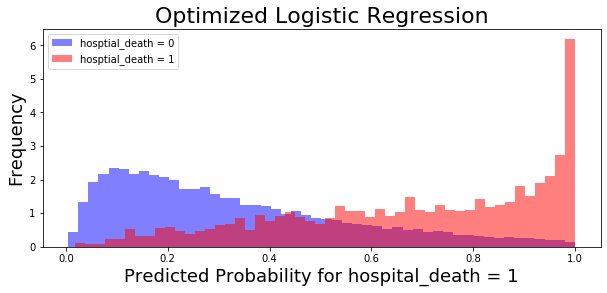 Optimized Logistic Regression
hosptial_death = 0
hosptial_death = 1
Frequency
6
5
4
3
2
1
0
0.0 0.2 0.4 0.6 0.8 1.0
Predicted Probability for hospital_death = 1